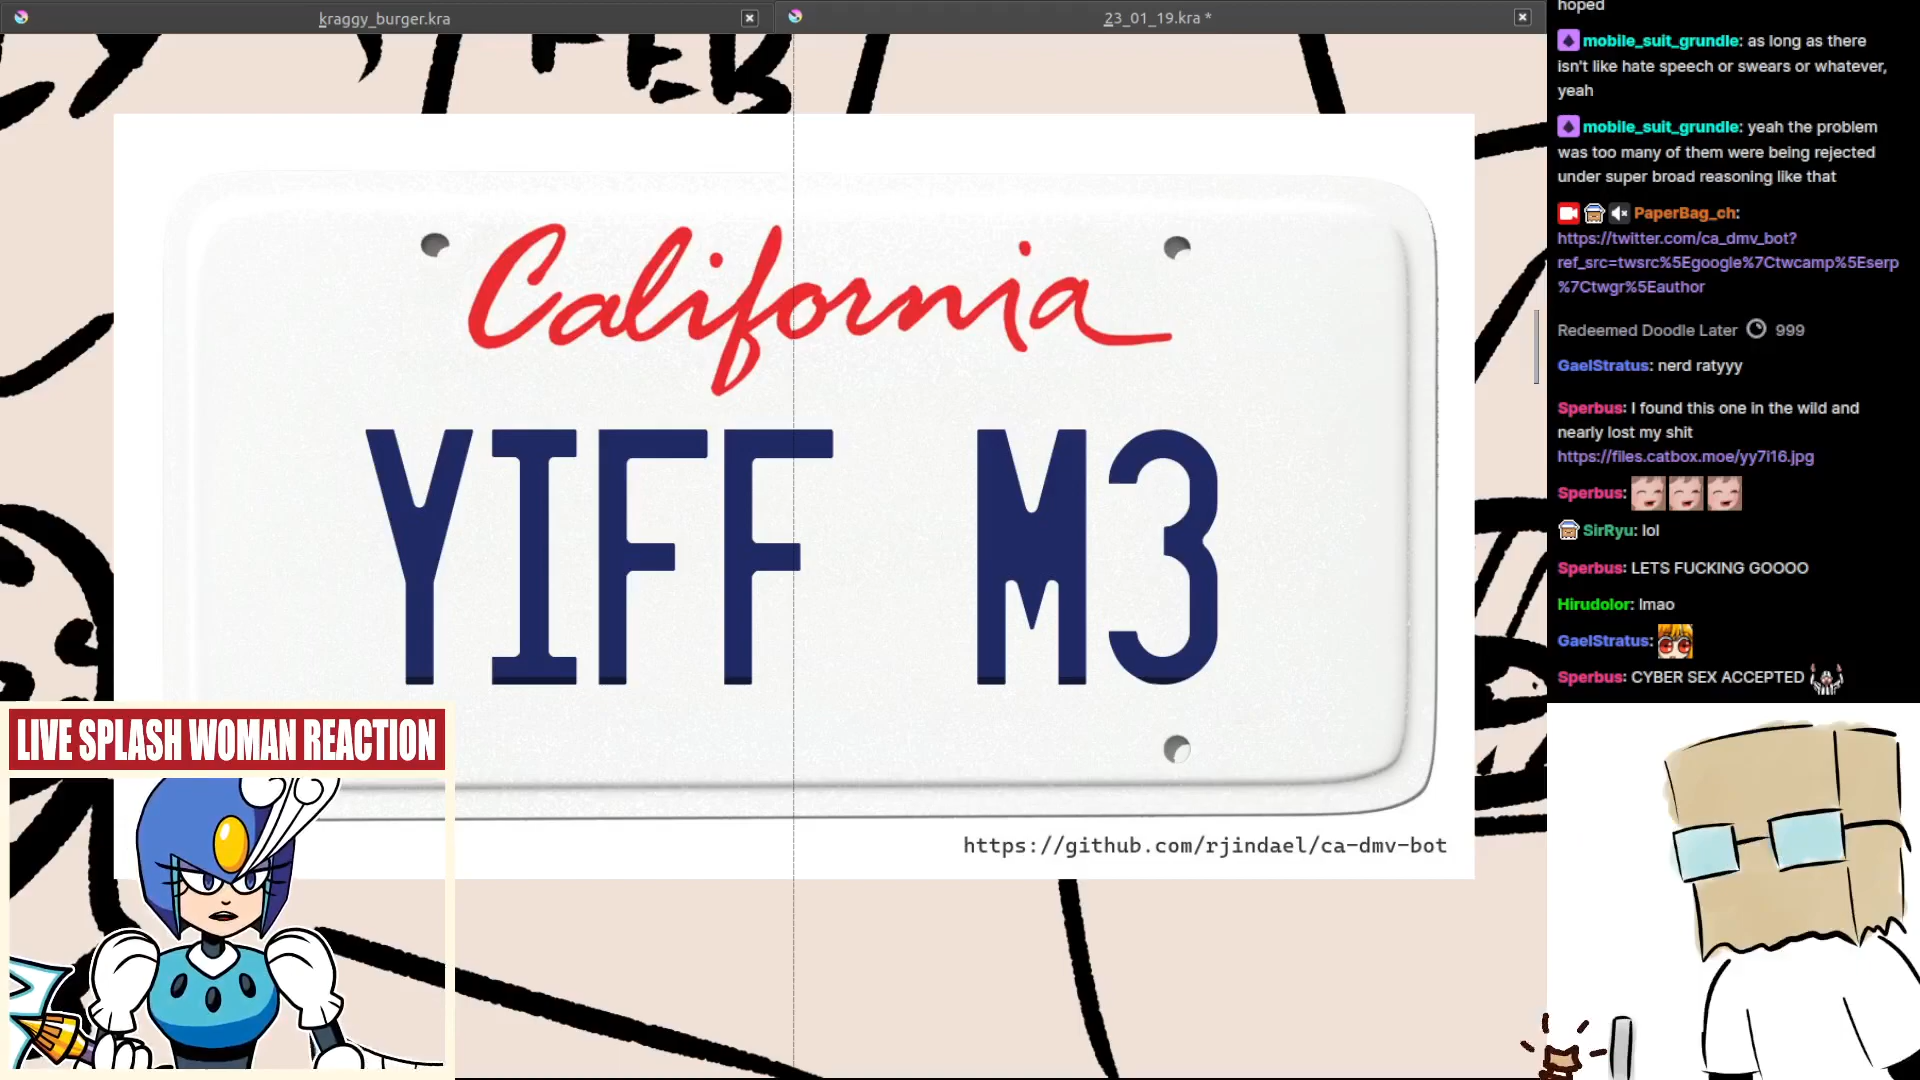 kraggy_burger.kra
23_01_19.kra *
California
YIFF M3
https://github.com/rjindael/ca-dmv-bot
LIVE SPLASH WOMAN REACTION
hoped
mobile_suit_grundle: as long as there
isn't like hate speech or swears or whatever,
yeah
mobile_suit_grundle: yeah the problem
was too many of them were being rejected
under super broad reasoning like that
PaperBag_ch:
https://twitter.com/ca_dmv_bot?
ref_src=twsrc%5Egoogle%7Ctwcamp%5Eserp
%7Ctwgr%5Eauthor
Redeemed Doodle Later 999
GaelStratus: nerd ratyyy
Sperbus: I found this one in the wild and
nearly lost my shit
https://files.catbox.moe/yy7i16.jpg
Sperbus:
SirRyu: lol
Sperbus: LETS FUCKING GOOOO
Hirudolor: lmao
GaelStratus:
Sperbus: CYBER SEX ACCEPTED